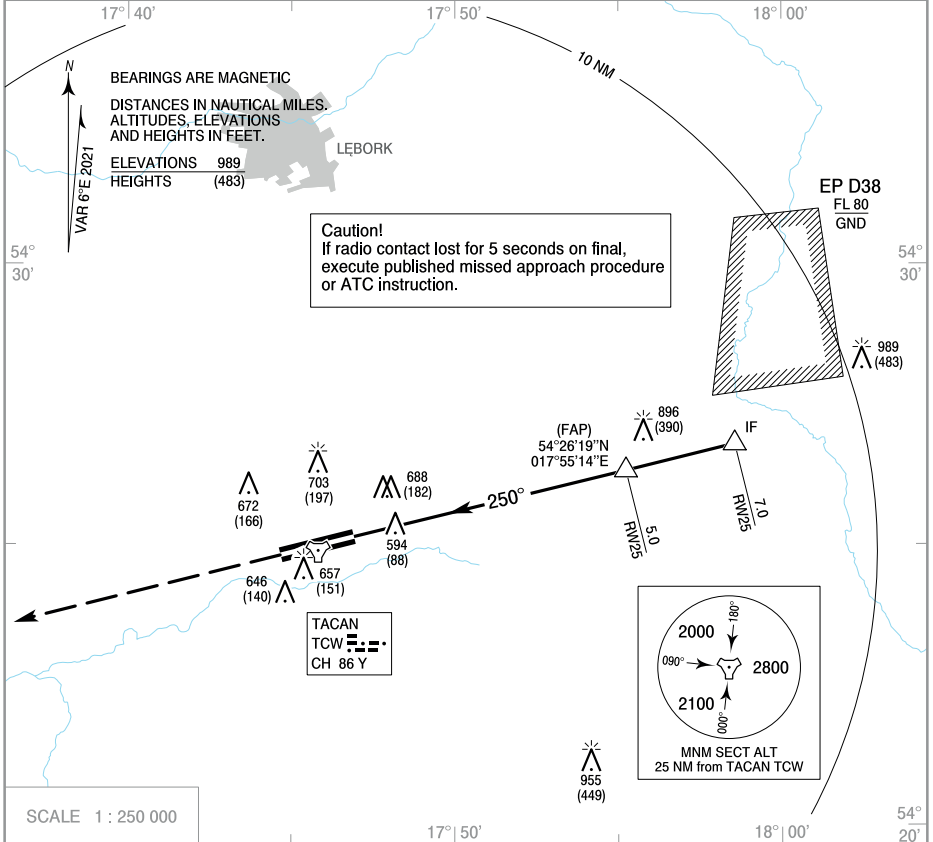 17° 40'
17° 50'
18° 00'
10 NM
N
VAR 6°E 2021
BEARINGS ARE MAGNETIC
DISTANCES IN NAUTICAL MILES.
ALTITUDES, ELEVATIONS
AND HEIGHTS IN FEET.
ELEVATIONS 989
HEIGHTS (483)
LĘBORK
EP D38
FL 80
GND
Caution!
If radio contact lost for 5 seconds on final,
execute published missed approach procedure
or ATC instruction.
54°
30'
54°
30'
989
(483)
896
(390)
IF
(FAP)
54°26'19"N
017°55'14"E
7.0
RW25
5.0
RW25
250°
703
(197)
688
(182)
672
(166)
594
(88)
657
(151)
646
(140)
TACAN
TCW
CH 86 Y
180°
2000
090°
2800
2100
000°
MNM SECT ALT
25 NM from TACAN TCW
955
(449)
SCALE 1 : 250 000
17° 50'
18° 00'
54°
20'